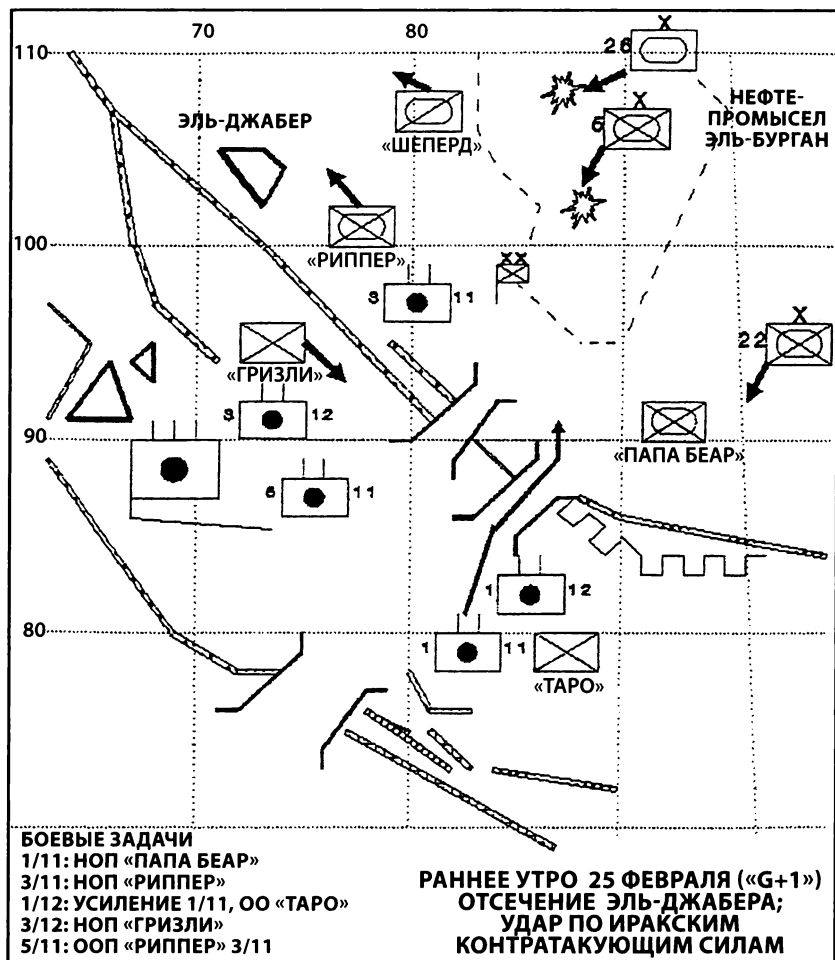 70
80
110
26
X
6
X
НЕФТЕ-
ПРОМЫСЕЛ
ЭЛЬ-БУРГАН
ЭЛЬ-ДЖАБЕР
«ШЕПЕРД»
100
«РИППЕР»
XX
3
11
«ГРИЗЛИ»
X
22
3
12
90
«ПАПА БЕАР»
6
11
1
12
80
1
11
«ТАРО»
БОЕВЫЕ ЗАДАЧИ
1/11: НОП «ПАПА БЕАР»
3/11: НОП «РИППЕР»
1/12: УСИЛЕНИЕ 1/11, ОО «ТАРО»
3/12: НОП «ГРИЗЛИ»
5/11: ООП «РИППЕР» 3/11
РАННЕЕ УТРО 25 ФЕВРАЛЯ («G+1»)
ОТСЕЧЕНИЕ ЭЛЬ-ДЖАБЕРА;
УДАР ПО ИРАКСКИМ
КОНТРАТАКУЮЩИМ СИЛАМ